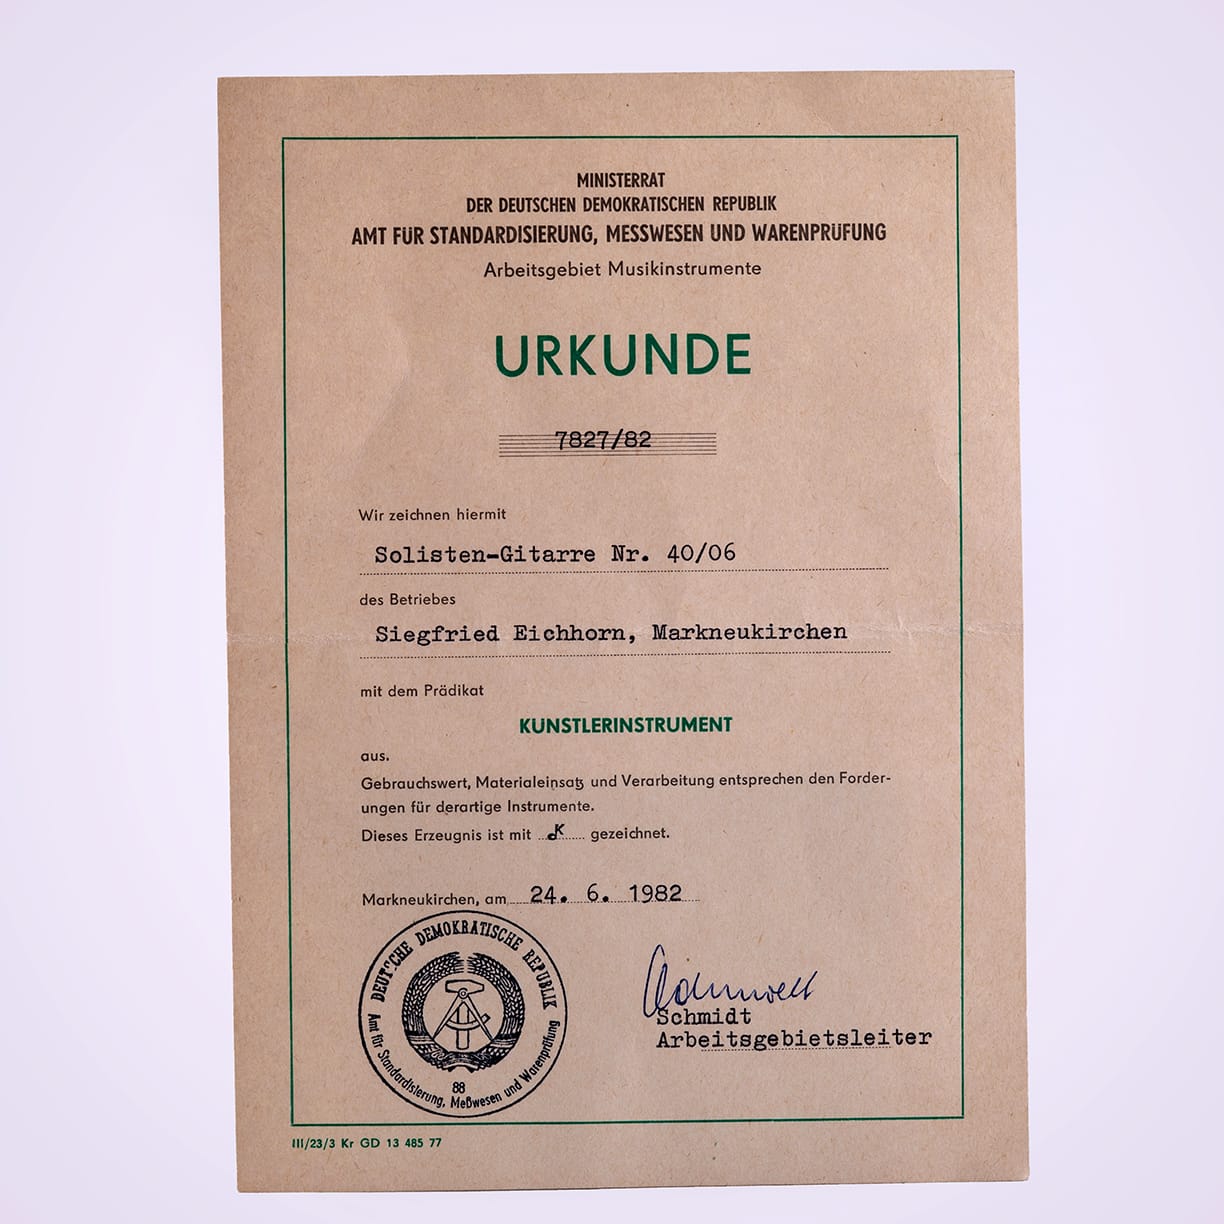 MINISTERRAT
DER DEUTSCHEN DEMOKRATISCHEN REPUBLIK
AMT FÜR STANDARDISIERUNG, MESSWESEN UND WARENPRÜFUNG
Arbeitsgebiet Musikinstrumente
URKUNDE
7827/82
Wir zeichnen hiermit
Solisten-Gitarre Nr. 40/06
des Betriebes
Siegfried Eichhorn, Markneukirchen
mit dem Prädikat
KÜNSTLERINSTRUMENT
aus.
Gebrauchswert, Materialeinsatz und Verarbeitung entsprechen den Forder-
ungen für derartige Instrumente.
Dieses Erzeugnis ist mit K gezeichnet.
Markneukirchen, am 24. 6. 1982
DEUTSCHE DEMOKRATISCHE REPUBLIK
88
Amt für Standardisierung, Meßwesen und Warenprüfung
Schmidt
Arbeitsgebietsleiter
III/23/3 Kr GD 13 485 77